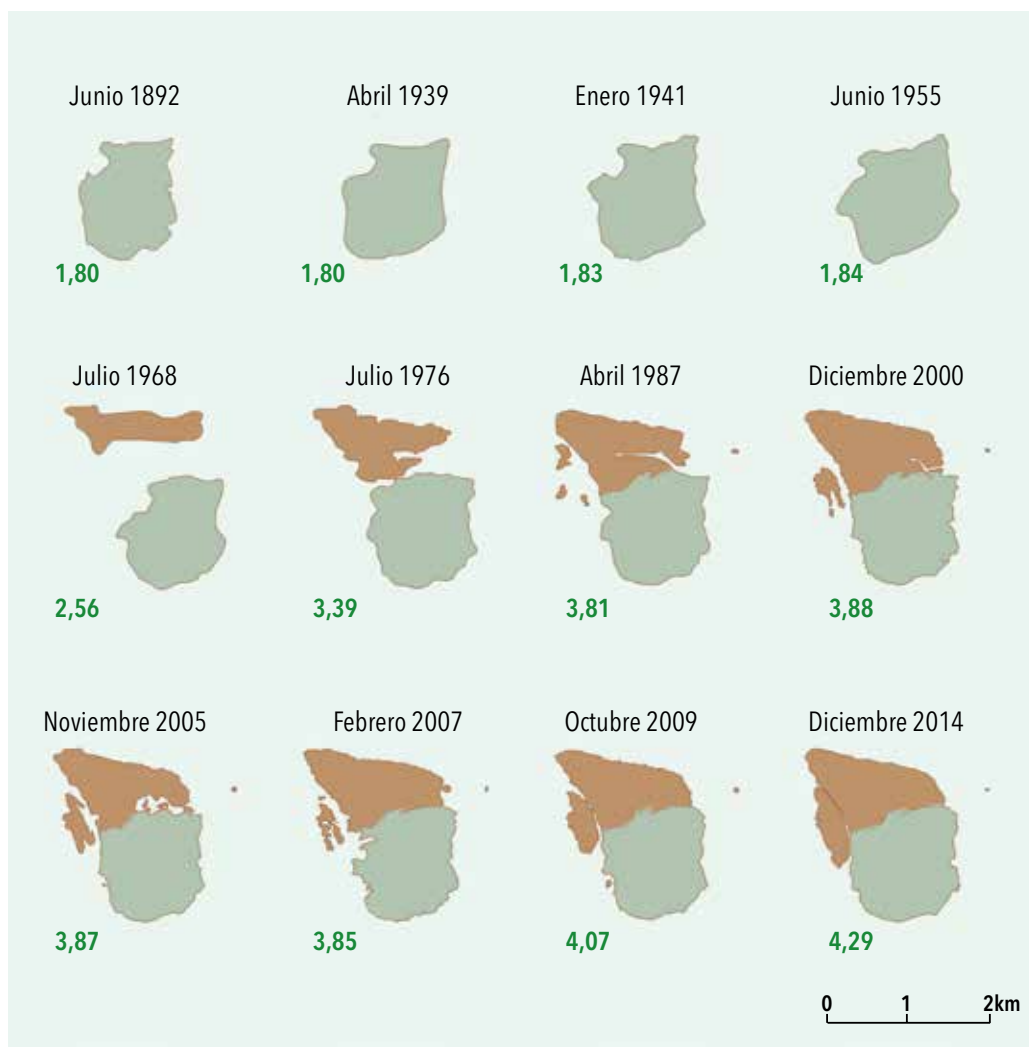 Junio 1892
Abril 1939
Enero 1941
Junio 1955
1,80
1,80
1,83
1,84
Julio 1968
Julio 1976
Abril 1987
Diciembre 2000
2,56
3,39
3,81
3,88
Noviembre 2005
Febrero 2007
Octubre 2009
Diciembre 2014
3,87
3,85
4,07
4,29
0 1 2km